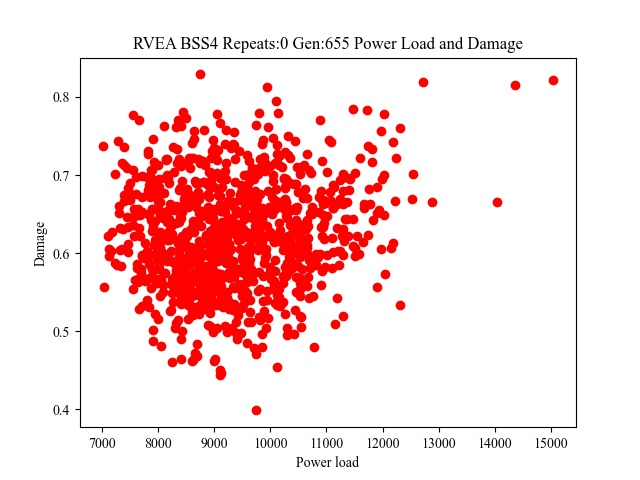 RVEA BSS4 Repeats:0 Gen:655 Power Load and Damage
0.8
0.7
0.6
0.5
0.4
Damage
7000 8000 9000 10000 11000 12000 13000 14000 15000
Power load